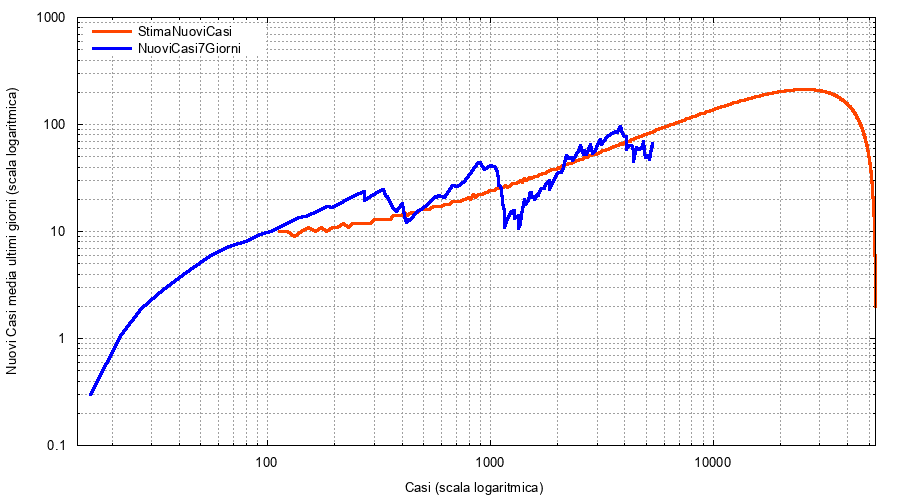 1000
100
10
1
0.1
StimaNuoviCasi
NuoviCasi7Giorni
Nuovi Casi media ultimi giorni (scala logaritmica)
100
1000
10000
Casi (scala logaritmica)